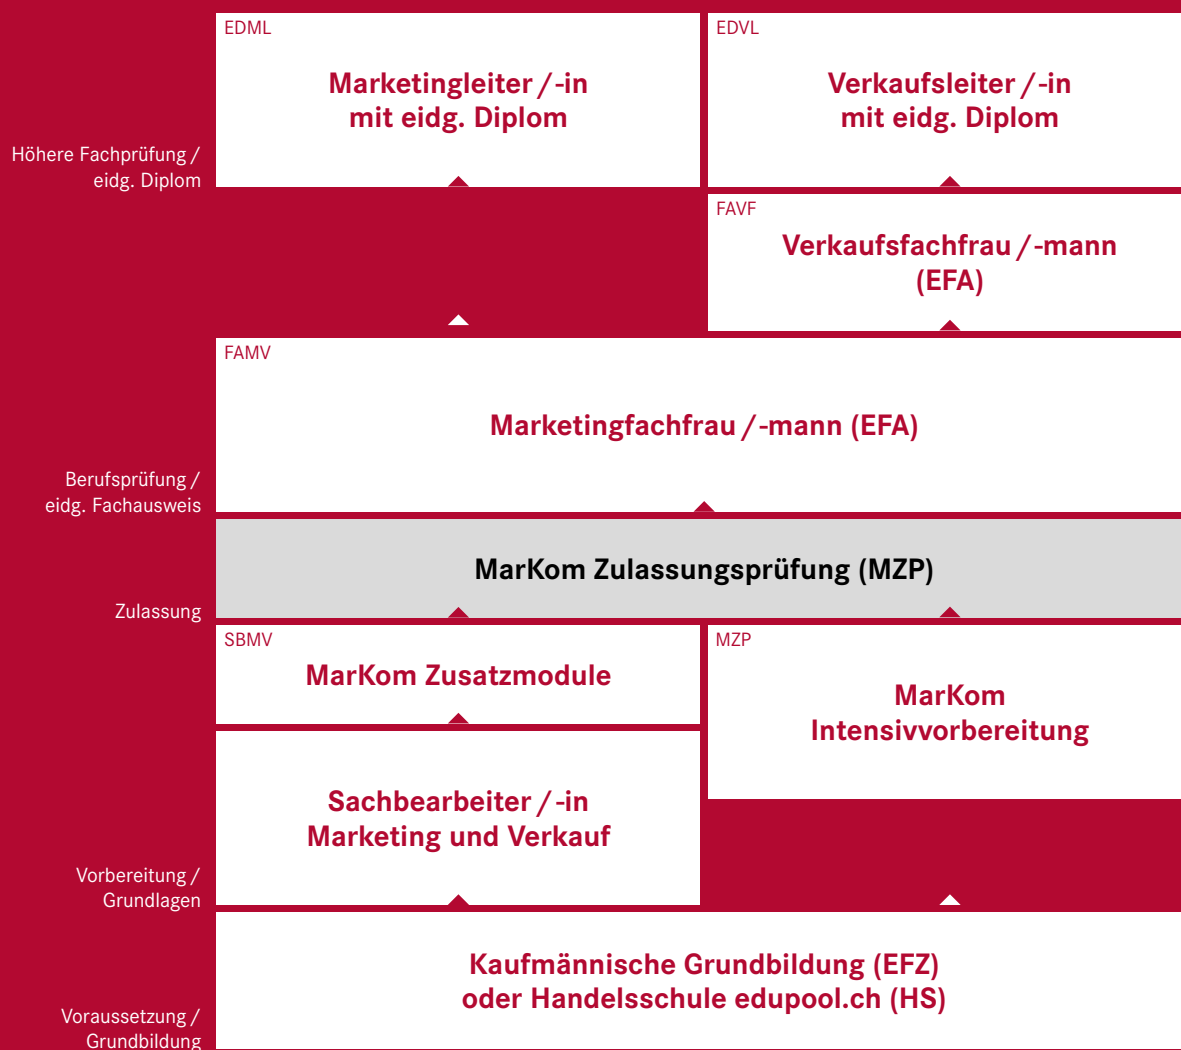 EDML
Marketingleiter / -in
mit eidg. Diplom
EDVL
Verkaufsleiter / -in
mit eidg. Diplom
Höhere Fachprüfung /
eidg. Diplom
FAVF
Verkaufsfachfrau / -mann
(EFA)
FAMV
Marketingfachfrau / -mann (EFA)
Berufsprüfung /
eidg. Fachausweis
MarKom Zulassungsprüfung (MZP)
Zulassung
SBMV
MarKom Zusatzmodule
MZP
MarKom
Intensivvorbereitung
Sachbearbeiter / -in
Marketing und Verkauf
Vorbereitung /
Grundlagen
Kaufmännische Grundbildung (EFZ)
oder Handelsschule edupool.ch (HS)
Voraussetzung /
Grundbildung